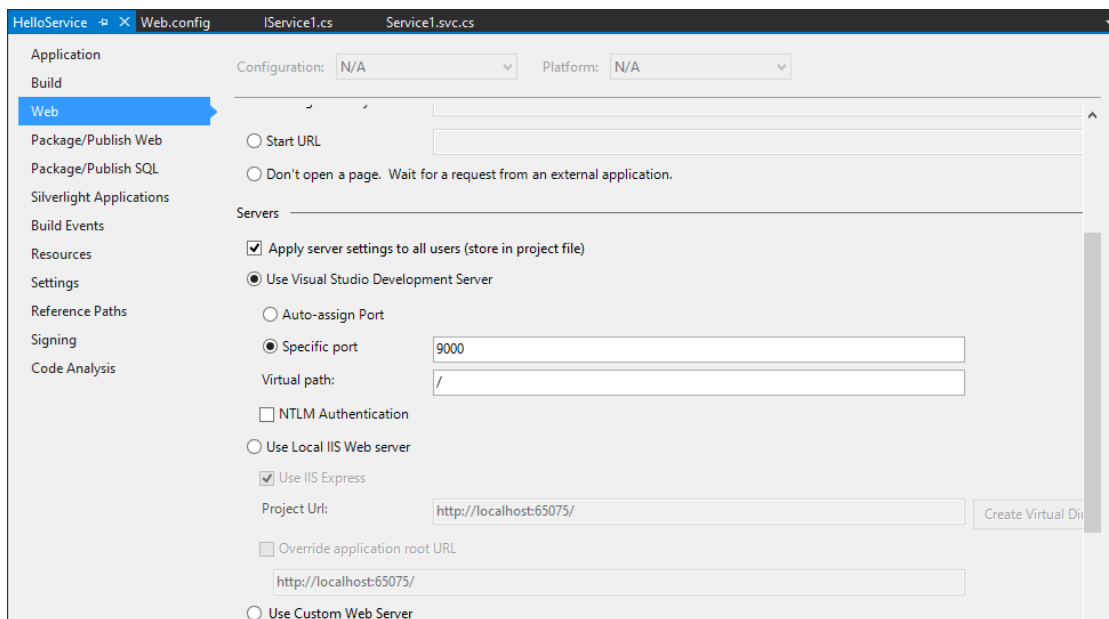 HelloService Web.config IService1.cs Service1.svc.cs
Application
Build
Web
Package/Publish Web
Package/Publish SQL
Silverlight Applications
Build Events
Resources
Settings
Reference Paths
Signing
Code Analysis
Configuration: N/A Platform: N/A
Start URL
Don't open a page. Wait for a request from an external application.
Servers
Apply server settings to all users (store in project file)
Use Visual Studio Development Server
Auto-assign Port
Specific port 9000
Virtual path: /
NTLM Authentication
Use Local IIS Web server
Use IIS Express
Project Url: http://localhost:65075/ Create Virtual Di
Override application root URL
http://localhost:65075/
Use Custom Web Server